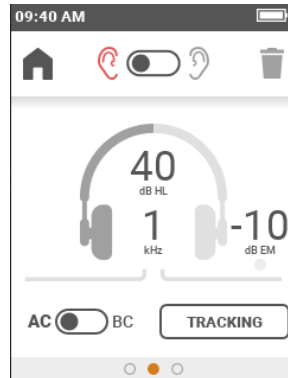 09:40 AM
40
dB HL
1
kHz
-10
dB EM
AC BC
TRACKING